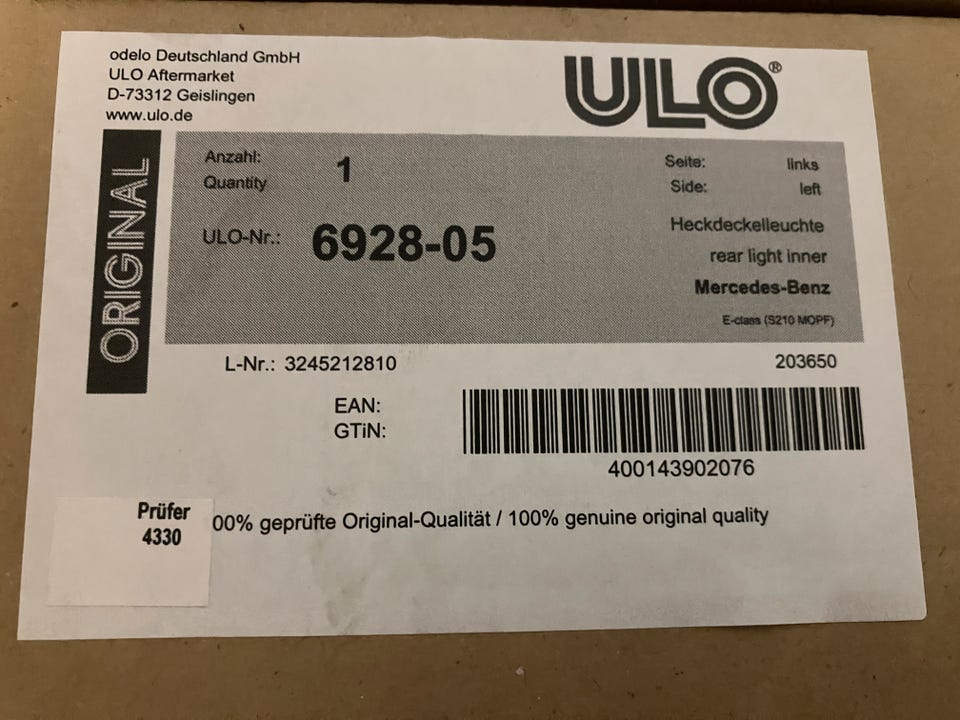 odelo Deutschland GmbH
ULO Aftermarket
D-73312 Geislingen
www.ulo.de
ULO®
ORIGINAL
Anzahl: 1
Quantity
Seite: links
Side: left
ULO-Nr.: 6928-05
Heckdeckelleuchte
rear light inner
Mercedes-Benz
E-class (S210 MOPF)
L-Nr.: 3245212810
203650
EAN:
GTiN:
400143902076
Prüfer
4330
00% geprüfte Original-Qualität / 100% genuine original quality